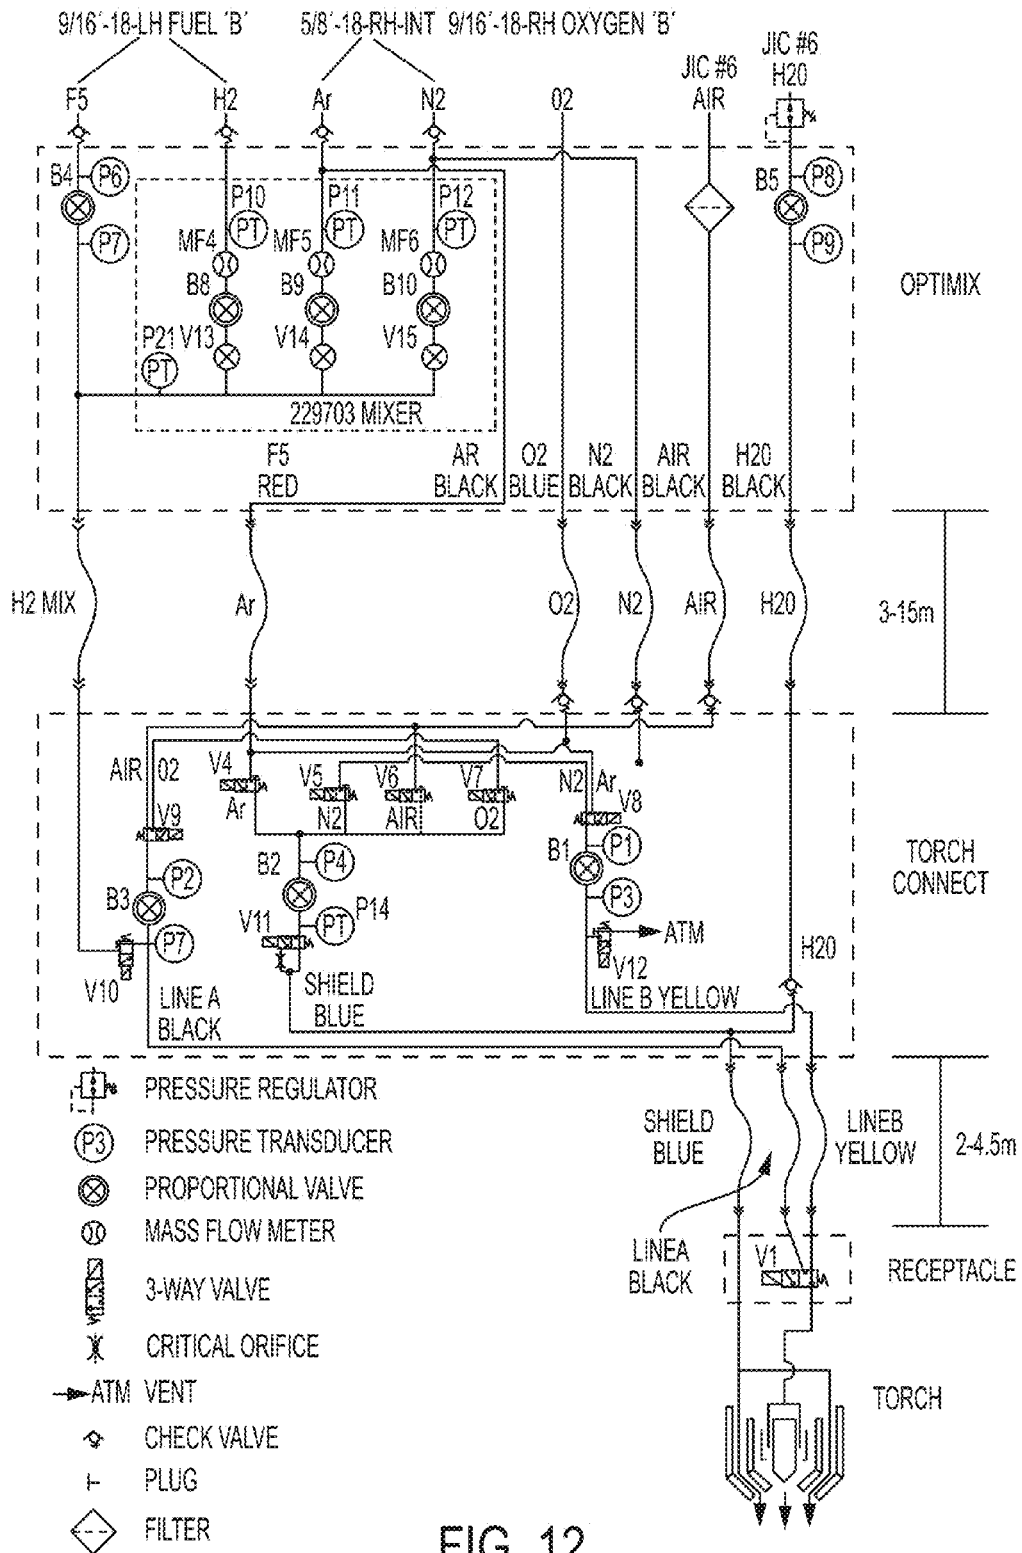 9/16´-18-LH FUEL ´B´ 5/8´-18-RH-INT 9/16´-18-RH OXYGEN ´B´
JIC #6
H20
JIC #6
AIR
F5 H2 Ar N2 02
B4 P6 B5 P8
P10 P11 P12
PT PT PT
P7 P9
MF4 MF5 MF6
B8 B9 B10
OPTIMIX
P21 V13 V14 V15
PT
229703 MIXER
F5
RED
AR
BLACK
O2
BLUE
N2
BLACK
AIR
BLACK
H20
BLACK
H2 MIX Ar O2 N2 AIR H20
3-15m
AIR 02 V4 V5 V6 V7 N2 Ar
V9 Ar N2 AIR O2 V8
B2 P4 B1 P1
TORCH
CONNECT
B3 P2 P3
V11 PT P14
P7 ATM
V10 V12 H20
LINE A
BLACK
SHIELD
BLUE
LINE B YELLOW
PRESSURE REGULATOR
P3 PRESSURE TRANSDUCER
PROPORTIONAL VALVE
MASS FLOW METER
3-WAY VALVE
CRITICAL ORIFICE
ATM VENT
CHECK VALVE
PLUG
FILTER
SHIELD
BLUE
LINEB
YELLOW
2-4.5m
LINEA
BLACK
V1
RECEPTACLE
TORCH
FIG. 12